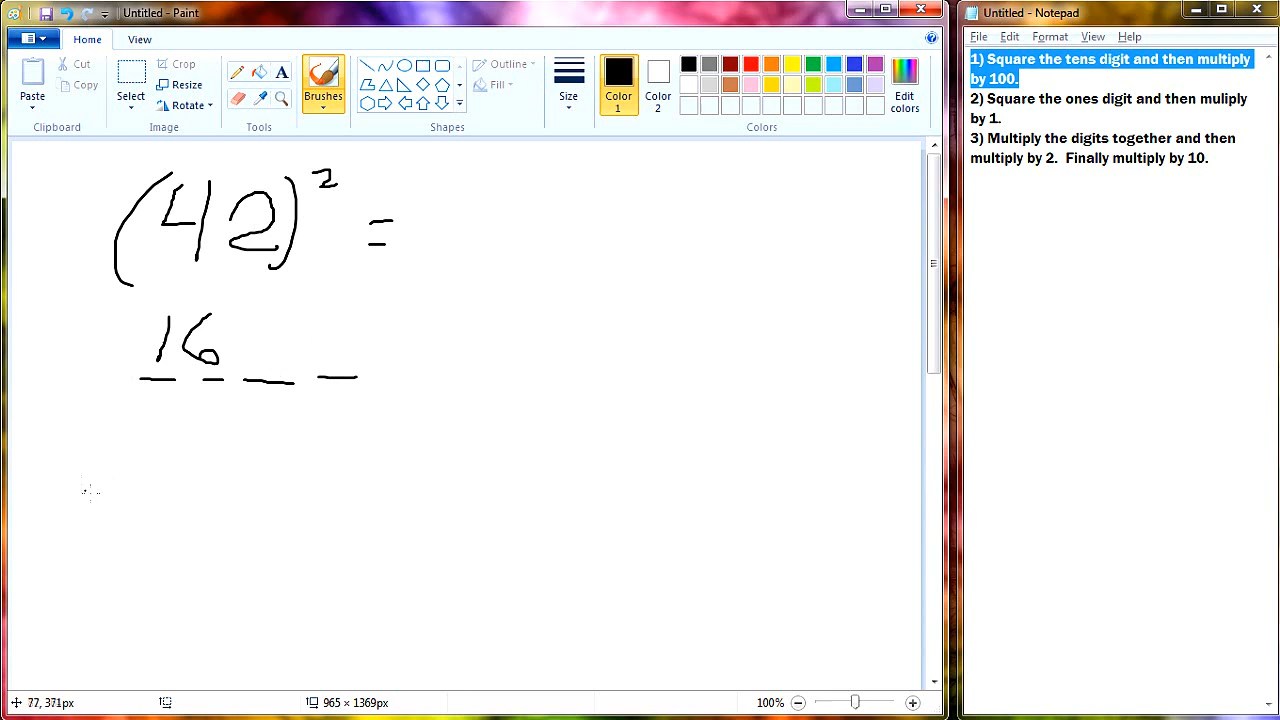 Untitled - Paint
Home View
Paste Cut Copy
Clipboard
Select Crop Resize Rotate
Image
A
Tools
Brushes
Outline Fill
Shapes
Size
Color 1 Color 2 Edit colors
Colors
(42)² =
16
77, 371px 965 × 1369px 100%
Untitled - Notepad
File Edit Format View Help
1) Square the tens digit and then multiply
by 100.
2) Square the ones digit and then muliply
by 1.
3) Multiply the digits together and then
multiply by 2. Finally multiply by 10.